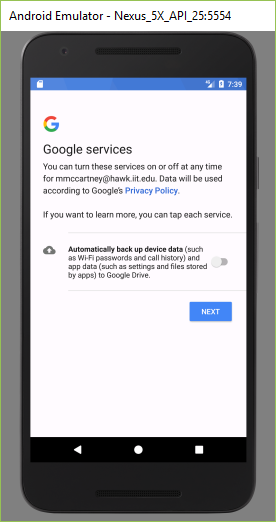 Android Emulator - Nexus_5X_API_25:5554
7:39
Google services
You can turn these services on or off at any time
for mmccartney@hawk.iit.edu. Data will be used
according to Google's Privacy Policy.
If you want to learn more, you can tap each service.
Automatically back up device data (such
as Wi-Fi passwords and call history) and
app data (such as settings and files stored
by apps) to Google Drive.
NEXT